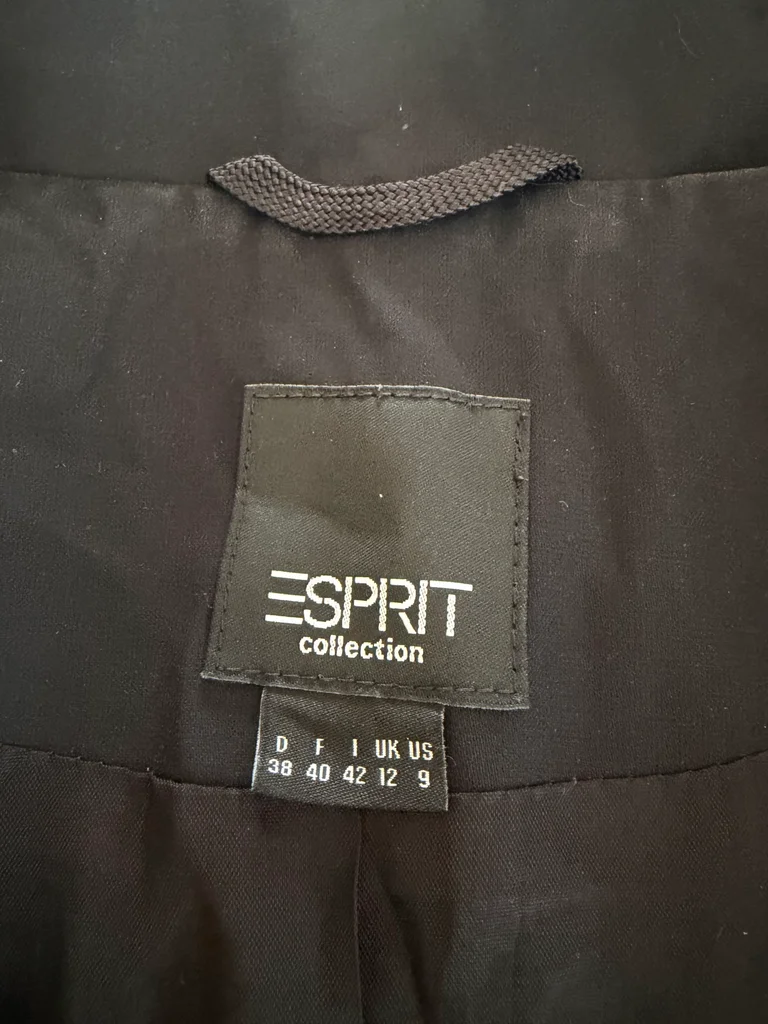 ESPRIT
collection
D F I UK US
38 40 42 12 9